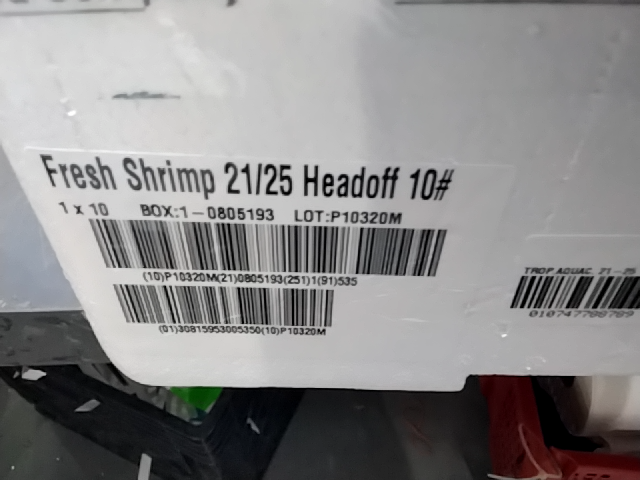 Fresh Shrimp 21/25 Headoff 10#
1 x 10 BOX:1-0805193 LOT:P10320M
(10)P10320M(21)0805193(251)1(91)535
(01)30815953005350(10)P10320M
TROP.AQUAC. 21-25
010747788789